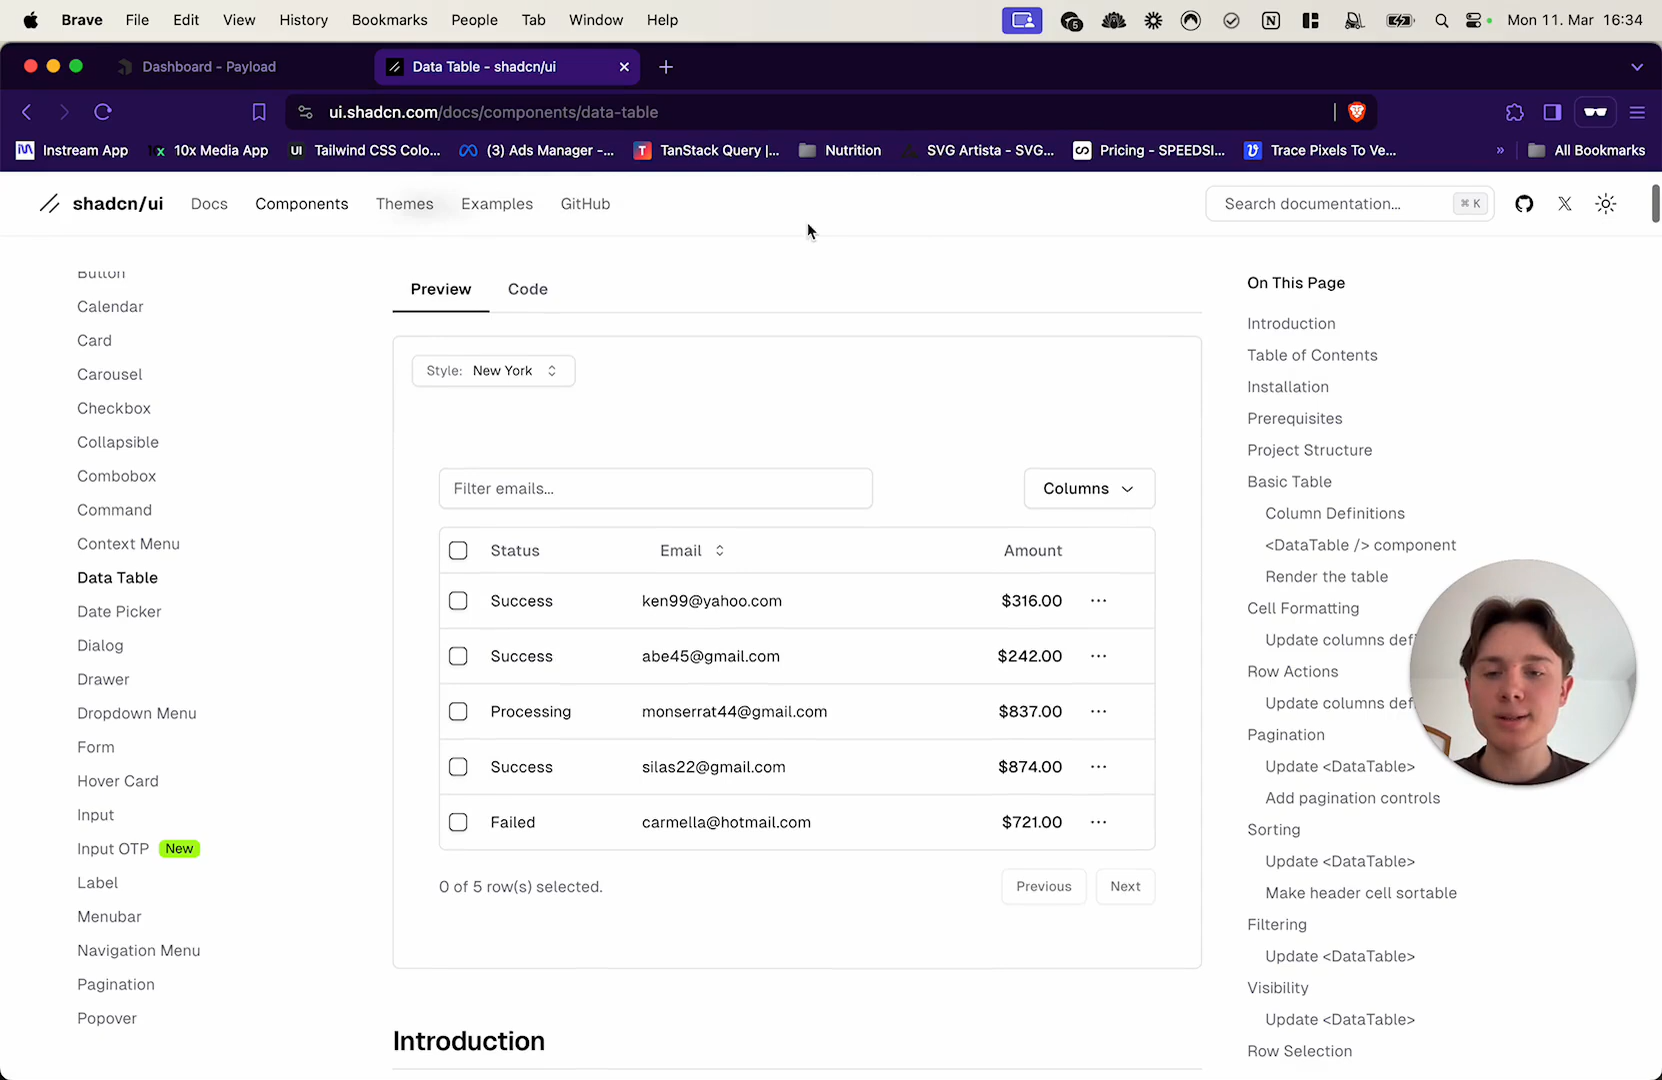 Brave File Edit View History Bookmarks People Tab Window Help Mon 11. Mar 16:34
Dashboard - Payload
Data Table - shadcn/ui
ui.shadcn.com/docs/components/data-table
Instream App
10x Media App
Tailwind CSS Colo...
(3) Ads Manager -...
TanStack Query |...
Nutrition
SVG Artista - SVG...
Pricing - SPEEDSI...
Trace Pixels To Ve...
»
All Bookmarks
shadcn/ui Docs Components Themes Examples GitHub
Search documentation... ⌘ K
Button
Calendar
Card
Carousel
Checkbox
Collapsible
Combobox
Command
Context Menu
Data Table
Date Picker
Dialog
Drawer
Dropdown Menu
Form
Hover Card
Input
Input OTP New
Label
Menubar
Navigation Menu
Pagination
Popover
Preview Code
Style: New York
Filter emails...
Columns
Status Email Amount
Success ken99@yahoo.com $316.00 ...
Success abe45@gmail.com $242.00 ...
Processing monserrat44@gmail.com $837.00 ...
Success silas22@gmail.com $874.00 ...
Failed carmella@hotmail.com $721.00 ...
0 of 5 row(s) selected.
Previous Next
Introduction
On This Page
Introduction
Table of Contents
Installation
Prerequisites
Project Structure
Basic Table
Column Definitions
<DataTable /> component
Render the table
Cell Formatting
Update columns defi
Row Actions
Update columns def
Pagination
Update <DataTable>
Add pagination controls
Sorting
Update <DataTable>
Make header cell sortable
Filtering
Update <DataTable>
Visibility
Update <DataTable>
Row Selection